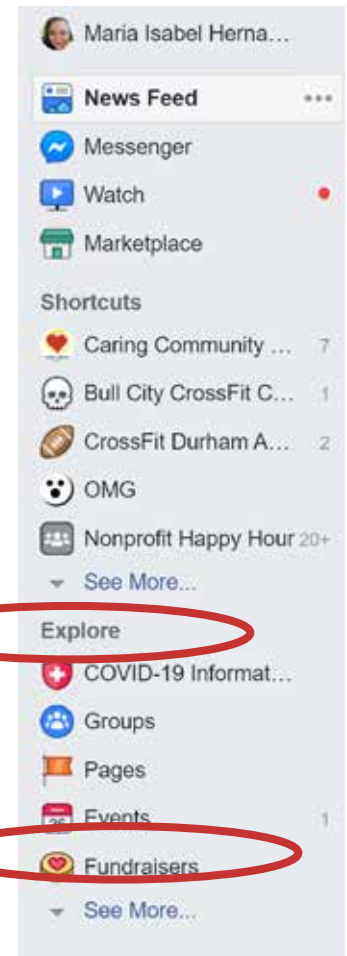 Maria Isabel Herna...
News Feed
Messenger
Watch
Marketplace
Shortcuts
Caring Community ... 7
Bull City CrossFit C... 1
CrossFit Durham A... 2
OMG
Nonprofit Happy Hour 20+
See More...
Explore
COVID-19 Informat...
Groups
Pages
26 Events 1
Fundraisers
See More...